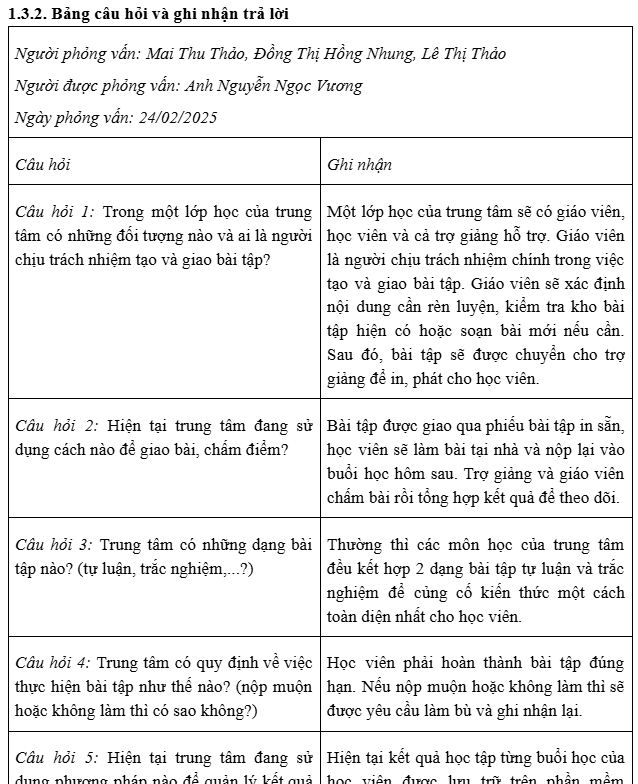 1.3.2. Bảng câu hỏi và ghi nhận trả lời
Người phỏng vấn: Mai Thu Thảo, Đồng Thị Hồng Nhung, Lê Thị Thảo
Người được phỏng vấn: Anh Nguyễn Ngọc Vương
Ngày phỏng vấn: 24/02/2025
Câu hỏi
Ghi nhận
Câu hỏi 1: Trong một lớp học của trung
tâm có những đối tượng nào và ai là người
chịu trách nhiệm tạo và giao bài tập?
Một lớp học của trung tâm sẽ có giáo viên,
học viên và cả trợ giảng hỗ trợ. Giáo viên
là người chịu trách nhiệm chính trong việc
tạo và giao bài tập. Giáo viên sẽ xác định
nội dung cần rèn luyện, kiểm tra kho bài
tập hiện có hoặc soạn bài mới nếu cần.
Sau đó, bài tập sẽ được chuyển cho trợ
giảng để in, phát cho học viên.
Câu hỏi 2: Hiện tại trung tâm đang sử
dụng cách nào để giao bài, chấm điểm?
Bài tập được giao qua phiếu bài tập in sẵn,
học viên sẽ làm bài tại nhà và nộp lại vào
buổi học hôm sau. Trợ giảng và giáo viên
chấm bài rồi tổng hợp kết quả để theo dõi.
Câu hỏi 3: Trung tâm có những dạng bài
tập nào? (tự luận, trắc nghiệm,...?)
Thường thì các môn học của trung tâm
đều kết hợp 2 dạng bài tập tự luận và trắc
nghiệm để củng cố kiến thức một cách
toàn diện nhất cho học viên.
Câu hỏi 4: Trung tâm có quy định về việc
thực hiện bài tập như thế nào? (nộp muộn
hoặc không làm thì có sao không?)
Học viên phải hoàn thành bài tập đúng
hạn. Nếu nộp muộn hoặc không làm thì sẽ
được yêu cầu làm bù và ghi nhận lại.
Câu hỏi 5: Hiện tại trung tâm đang sử
dụng phương pháp nào để quản lý kết quả
Hiện tại kết quả học tập từng buổi học của
học viên được lưu trữ trên phần mềm